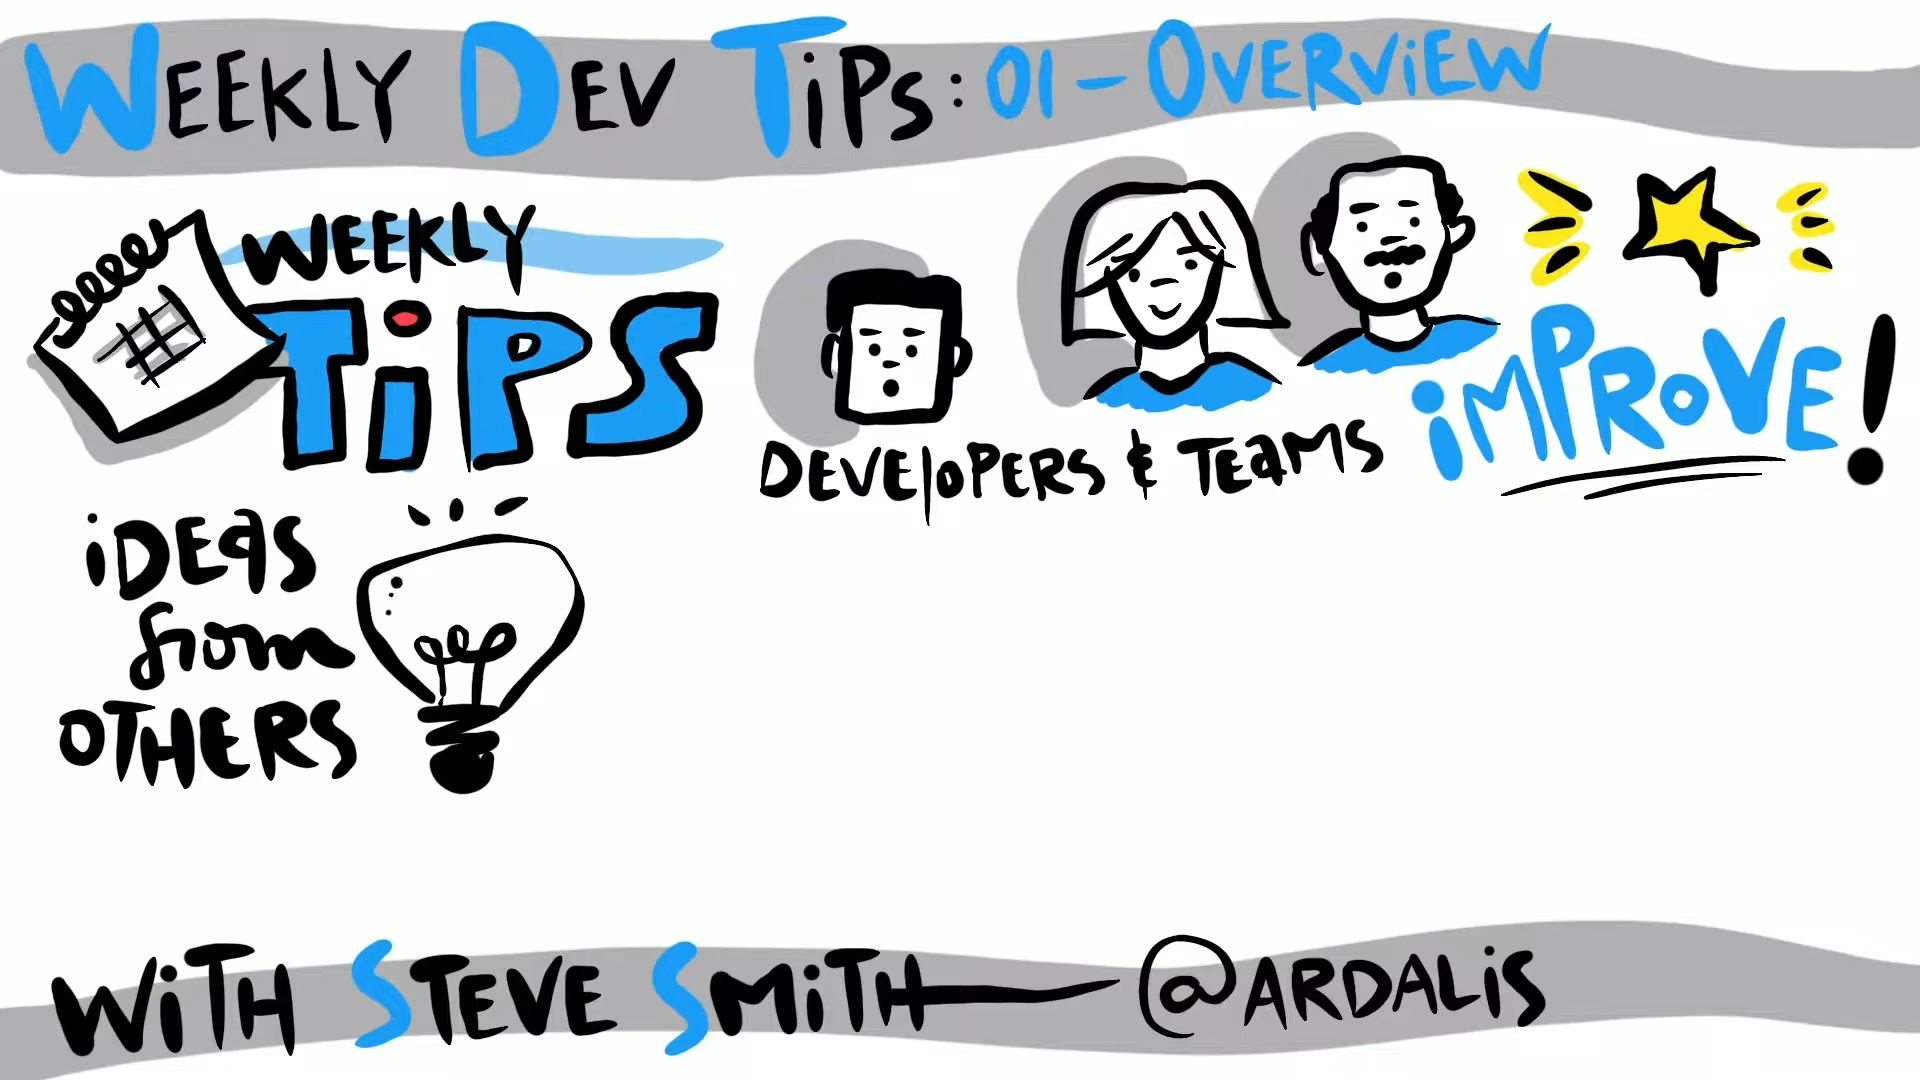 WEEKLY DEV TiPs: 01 - OVERViEW
WEEKLY
TiPS
DEVElOPERS & TEaMS
iMPRoVE!
iDEaS
from
OTHERS
WiTH STEVE SMiTH — @ARDALiS